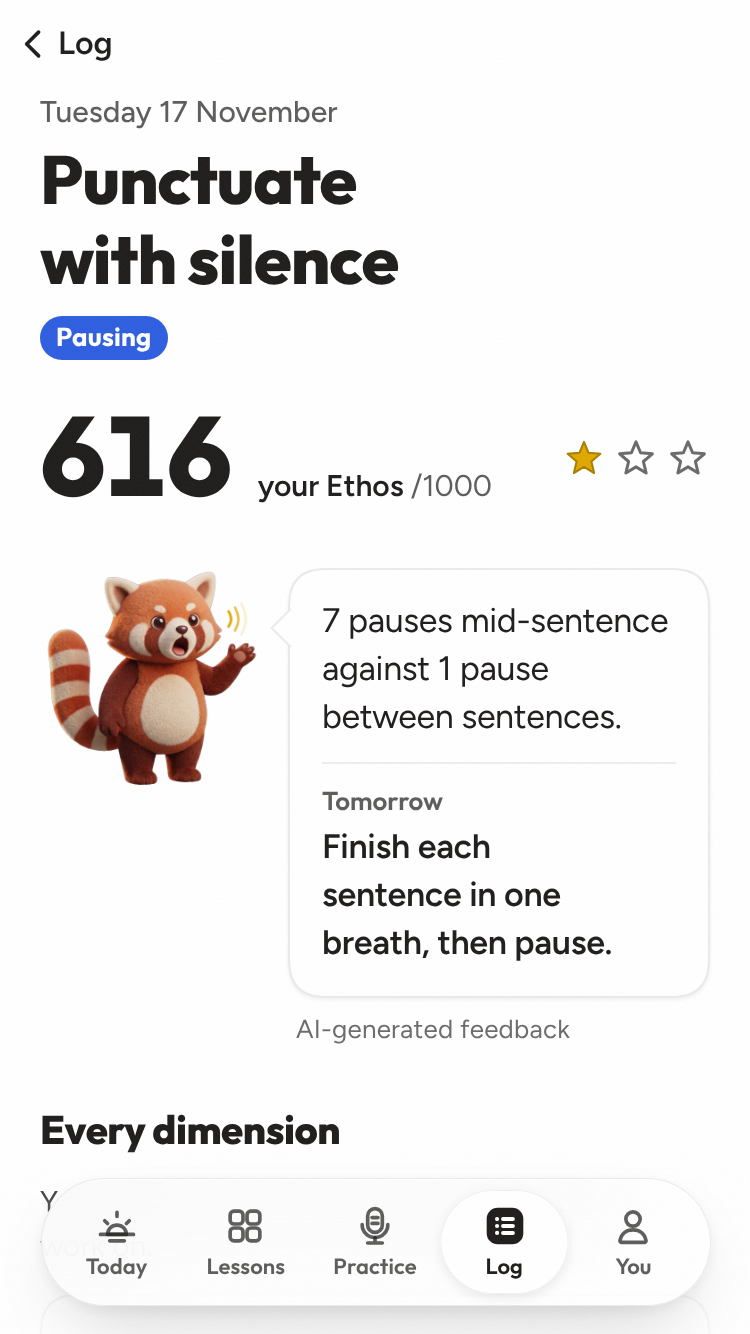 Log
Tuesday 17 November
Punctuate
with silence
Pausing
616 your Ethos /1000
7 pauses mid-sentence
against 1 pause
between sentences.
Tomorrow
Finish each
sentence in one
breath, then pause.
AI-generated feedback
Every dimension
work on.
Today Lessons Practice Log You